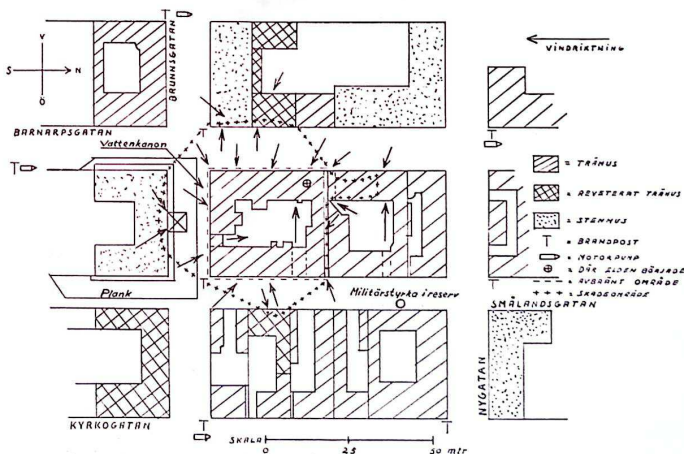 V
S
N
Ö
BRUNNSGATAN
T
VINDRIKTNING
BARNARPSGATAN
T
T
Vattenkanon
T
= TRÄHUS
= REVETERAT TRÄHUS
= STENHUS
T = BRANDPOST
= MOTORPUMP
= DÄR ELDEN BÖRJADE
= AVBRÄNT OMRÅDE
= SKADEOMRÅDE
Plank
T
T
Militärstyrka i reserv
SMÅLANDSGATAN
NYGATAN
KYRKOGATAN
T
T
SKALA
0
25
50 mtr